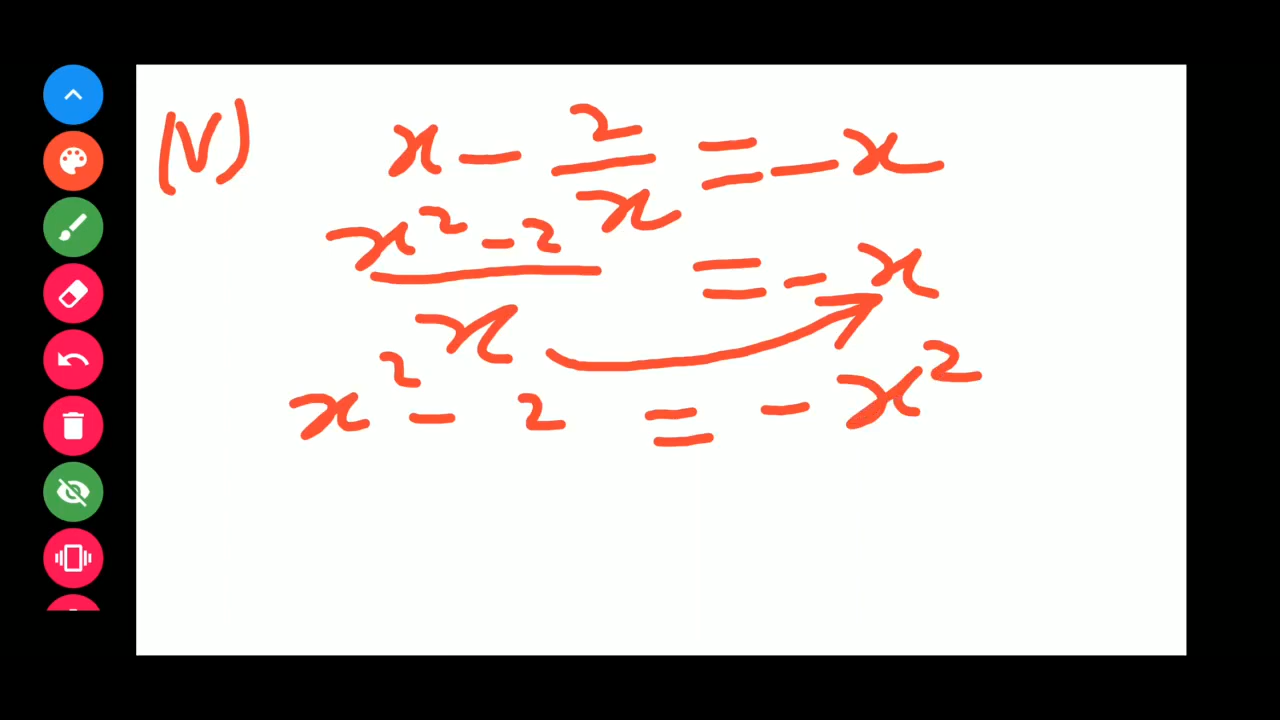 (V) x - 2/x = - x
x² - 2 / x = - x
x² - 2 = - x²